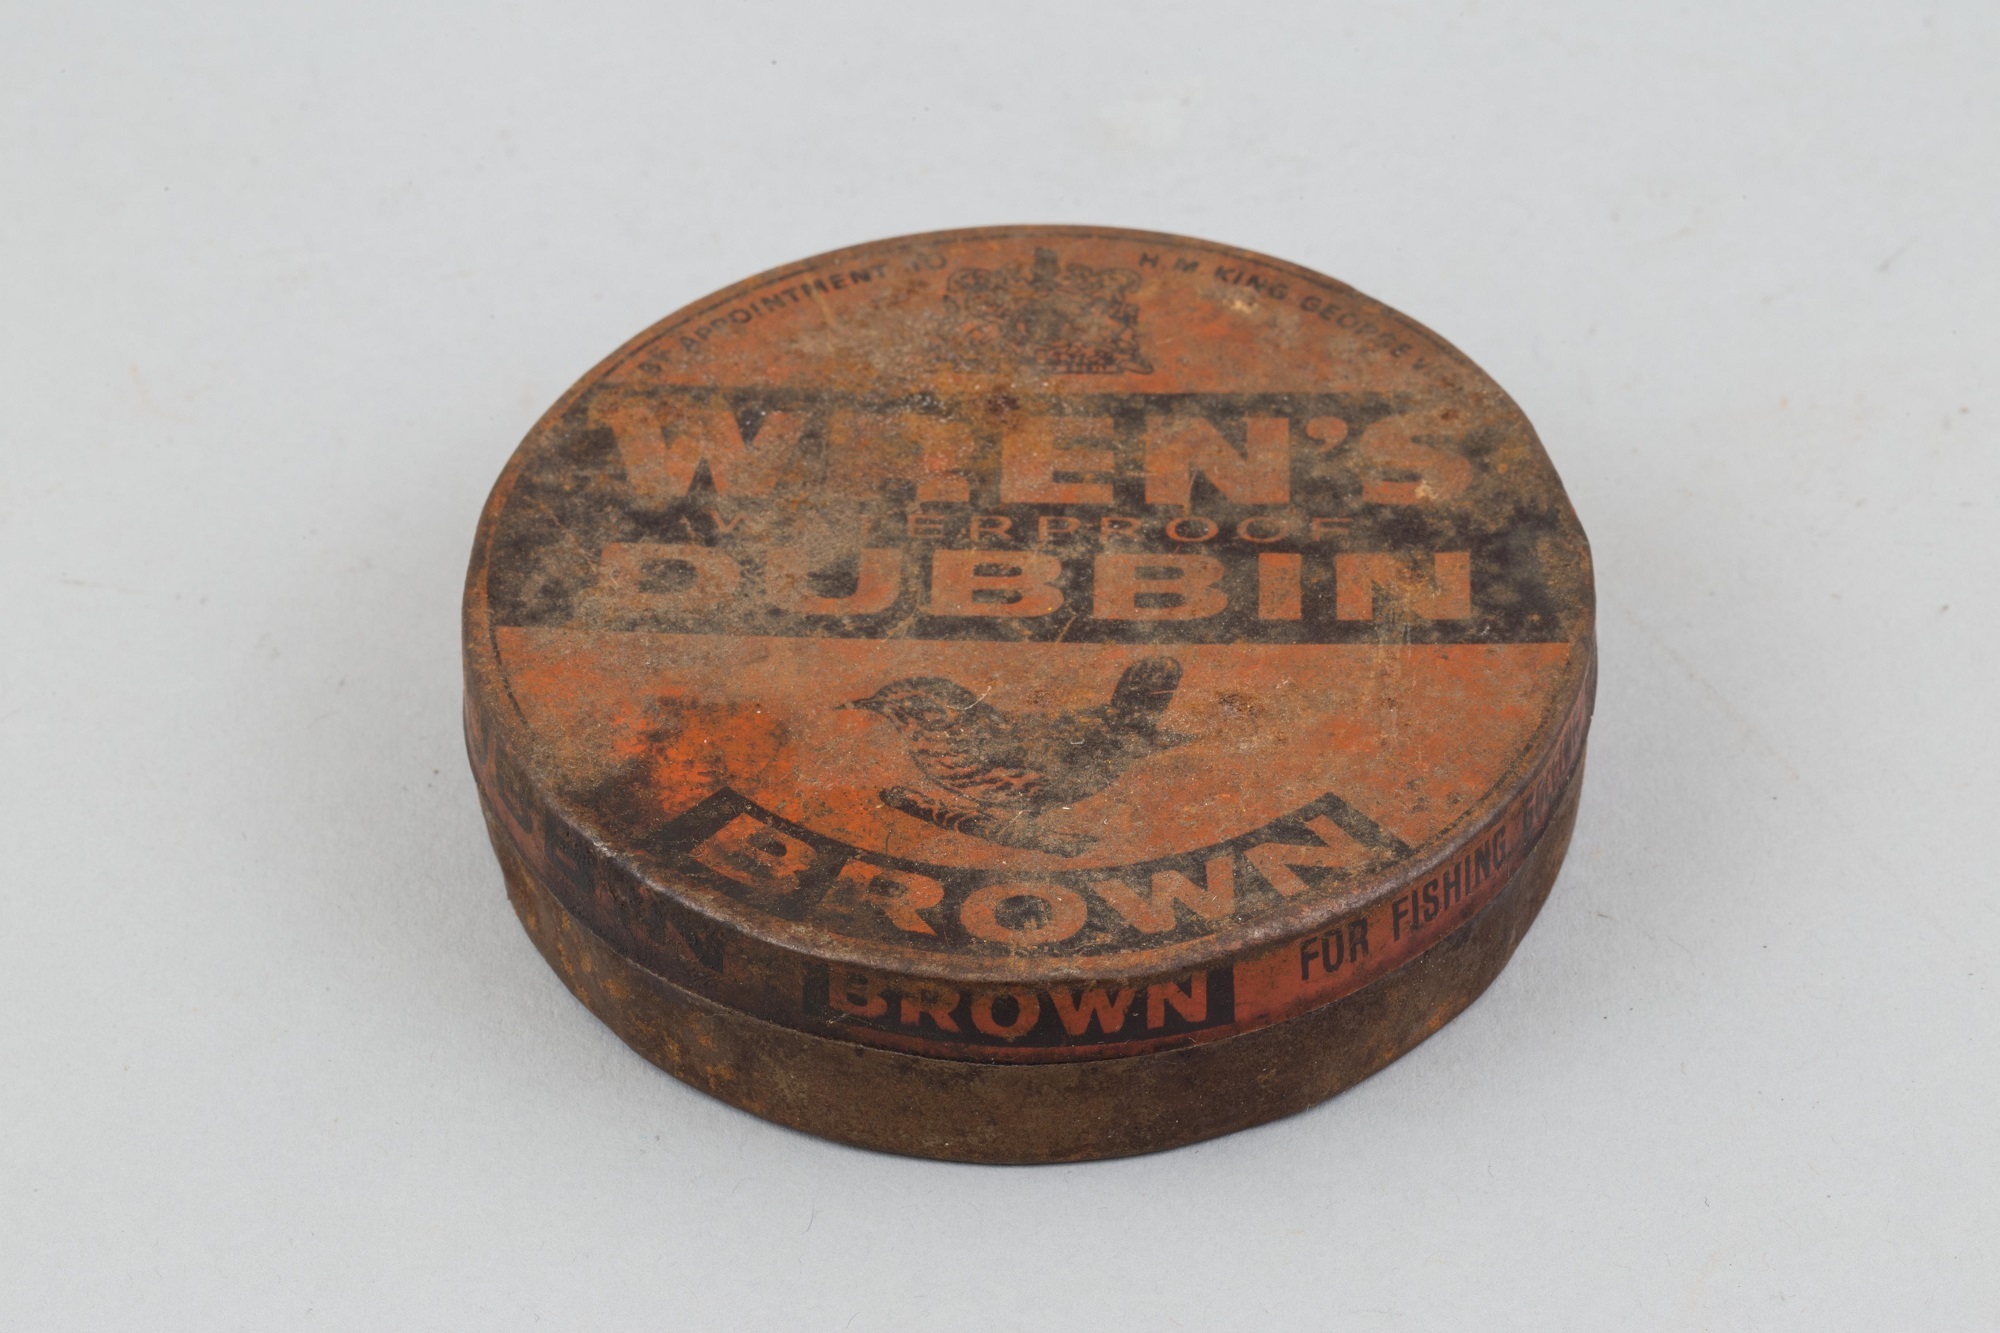 BY APPOINTMENT TO H.M. KING GEORGE VI
WREN'S
WATERPROOF
DUBBIN
BROWN
BROWN
FOR FISHING